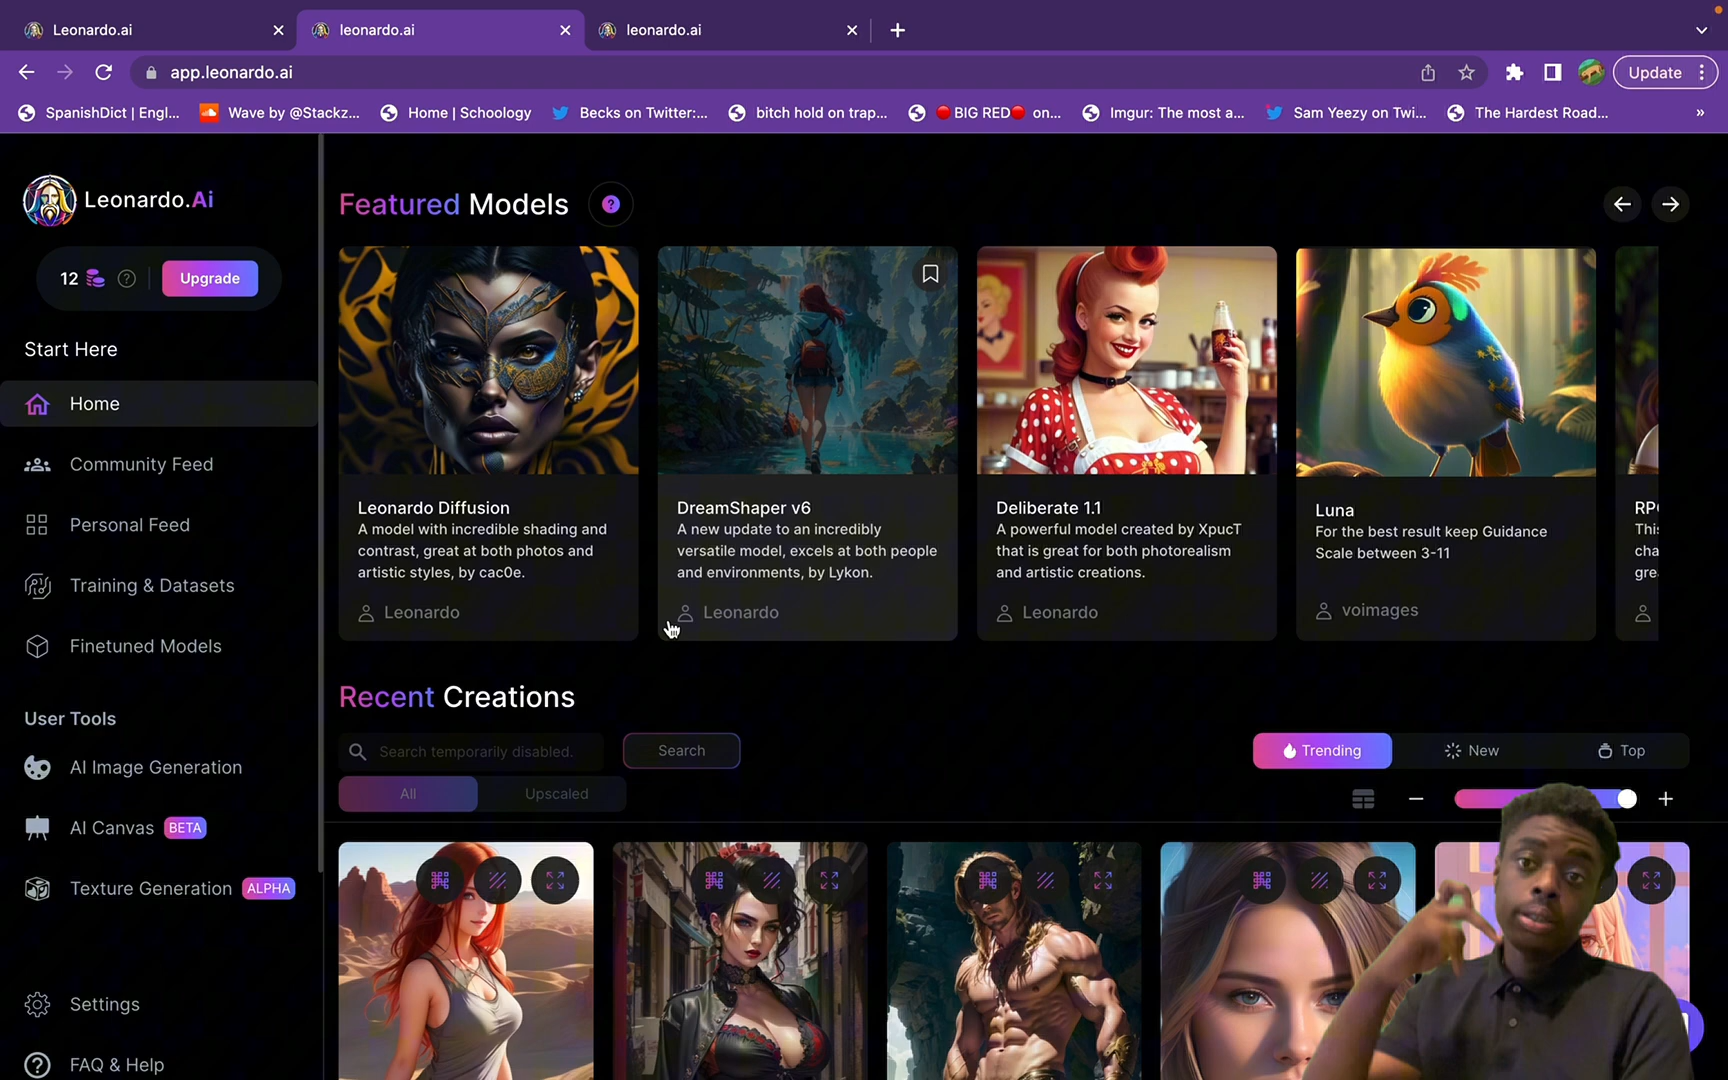 Leonardo.ai
leonardo.ai
leonardo.ai
app.leonardo.ai
Update
SpanishDict | Engl...
Wave by @Stackz...
Home | Schoology
Becks on Twitter:...
bitch hold on trap...
🔴BIG RED🔴 on...
Imgur: The most a...
Sam Yeezy on Twi...
The Hardest Road...
»
Leonardo.Ai
12
Upgrade
Start Here
Home
Community Feed
Personal Feed
Training & Datasets
Finetuned Models
User Tools
AI Image Generation
AI Canvas BETA
Texture Generation ALPHA
Settings
FAQ & Help
Featured Models ?
Leonardo Diffusion
A model with incredible shading and
contrast, great at both photos and
artistic styles, by cac0e.
Leonardo
DreamShaper v6
A new update to an incredibly
versatile model, excels at both people
and environments, by Lykon.
Leonardo
Deliberate 1.1
A powerful model created by XpucT
that is great for both photorealism
and artistic creations.
Leonardo
Luna
For the best result keep Guidance
Scale between 3-11
voimages
Recent Creations
Search temporarily disabled.
Search
Trending
New
Top
All
Upscaled